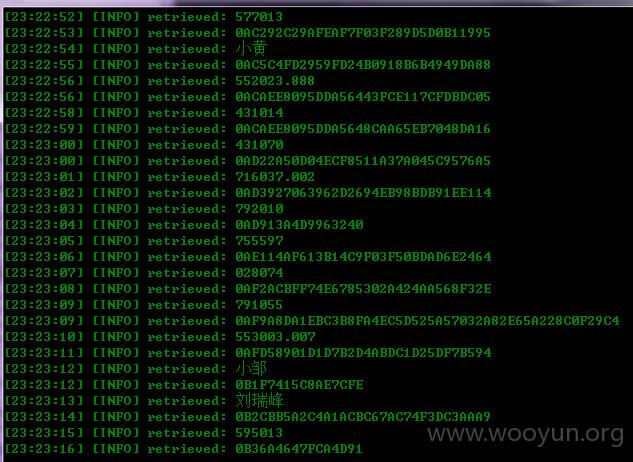 [23:22:52] [INFO] retrieved: 577013
[23:22:53] [INFO] retrieved: 0AC292C29AFEAF7F03F289D5D0B11995
[23:22:54] [INFO] retrieved: 小黄
[23:22:55] [INFO] retrieved: 0AC5C4FD2959FD24B0918B6B4949DA88
[23:22:56] [INFO] retrieved: 552023.888
[23:22:56] [INFO] retrieved: 0ACAEE8095DDA56443FCE117CFDBDC05
[23:22:58] [INFO] retrieved: 431014
[23:22:59] [INFO] retrieved: 0ACAEE8095DDA5648CAA65EB7048DA16
[23:23:00] [INFO] retrieved: 431070
[23:23:00] [INFO] retrieved: 0AD22A50D04ECF8511A37A045C9576A5
[23:23:01] [INFO] retrieved: 716037.002
[23:23:02] [INFO] retrieved: 0AD3927063962D2694EB98BDB91EE114
[23:23:03] [INFO] retrieved: 792010
[23:23:04] [INFO] retrieved: 0AD913A4D9963240
[23:23:05] [INFO] retrieved: 755597
[23:23:06] [INFO] retrieved: 0AE114AF613B14C9F03F50BDAD6E2464
[23:23:07] [INFO] retrieved: 028074
[23:23:08] [INFO] retrieved: 0AF2ACBFF74E6785302A424AA568F32E
[23:23:09] [INFO] retrieved: 791055
[23:23:09] [INFO] retrieved: 0AF9A8DA1EBC3B8FA4EC5D525A57032A82E65A228C0F29C4
[23:23:10] [INFO] retrieved: 553003.007
[23:23:11] [INFO] retrieved: 0AFD58901D1D7B2D4ABDC1D25DF7B594
[23:23:12] [INFO] retrieved: 小邹
[23:23:12] [INFO] retrieved: 0B1F7415C8AE7CFE
[23:23:13] [INFO] retrieved: 刘瑞峰
[23:23:14] [INFO] retrieved: 0B2CBB5A2C4A1ACBC67AC74F3DC3AAA9
[23:23:15] [INFO] retrieved: 595013
[23:23:16] [INFO] retrieved: 0B36A4647FCA4D91
www.wooyun.org